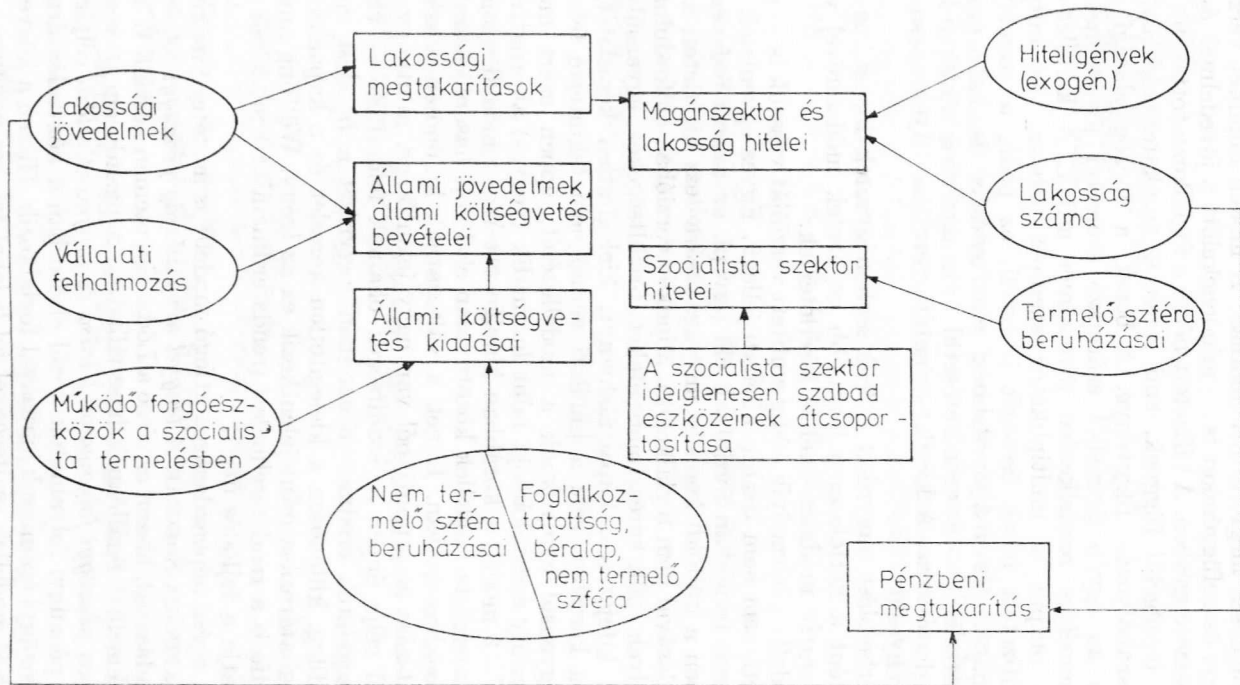 Lakossági
megtakarítások
Hiteligények
(exogén)
Lakossági
jövedelmek
Magánszektor és
lakosság hitelei
Állami jövedelmek,
állami költségvetés
bevételei
Lakosság
száma
Vállalati
felhalmozás
Szocialista szektor
hitelei
Termelő szféra
beruházásai
Állami költségve-
tés kiadásai
A szocialista szektor
ideiglenesen szabad
eszközeinek átcsopor-
tosítása
Működő forgóesz-
közök a szocialis-
ta termelésben
Nem ter-
melő szféra
beruházásai
Foglalkoz-
tatottság,
béralap,
nem termelő
szféra
Pénzbeni
megtakarítás